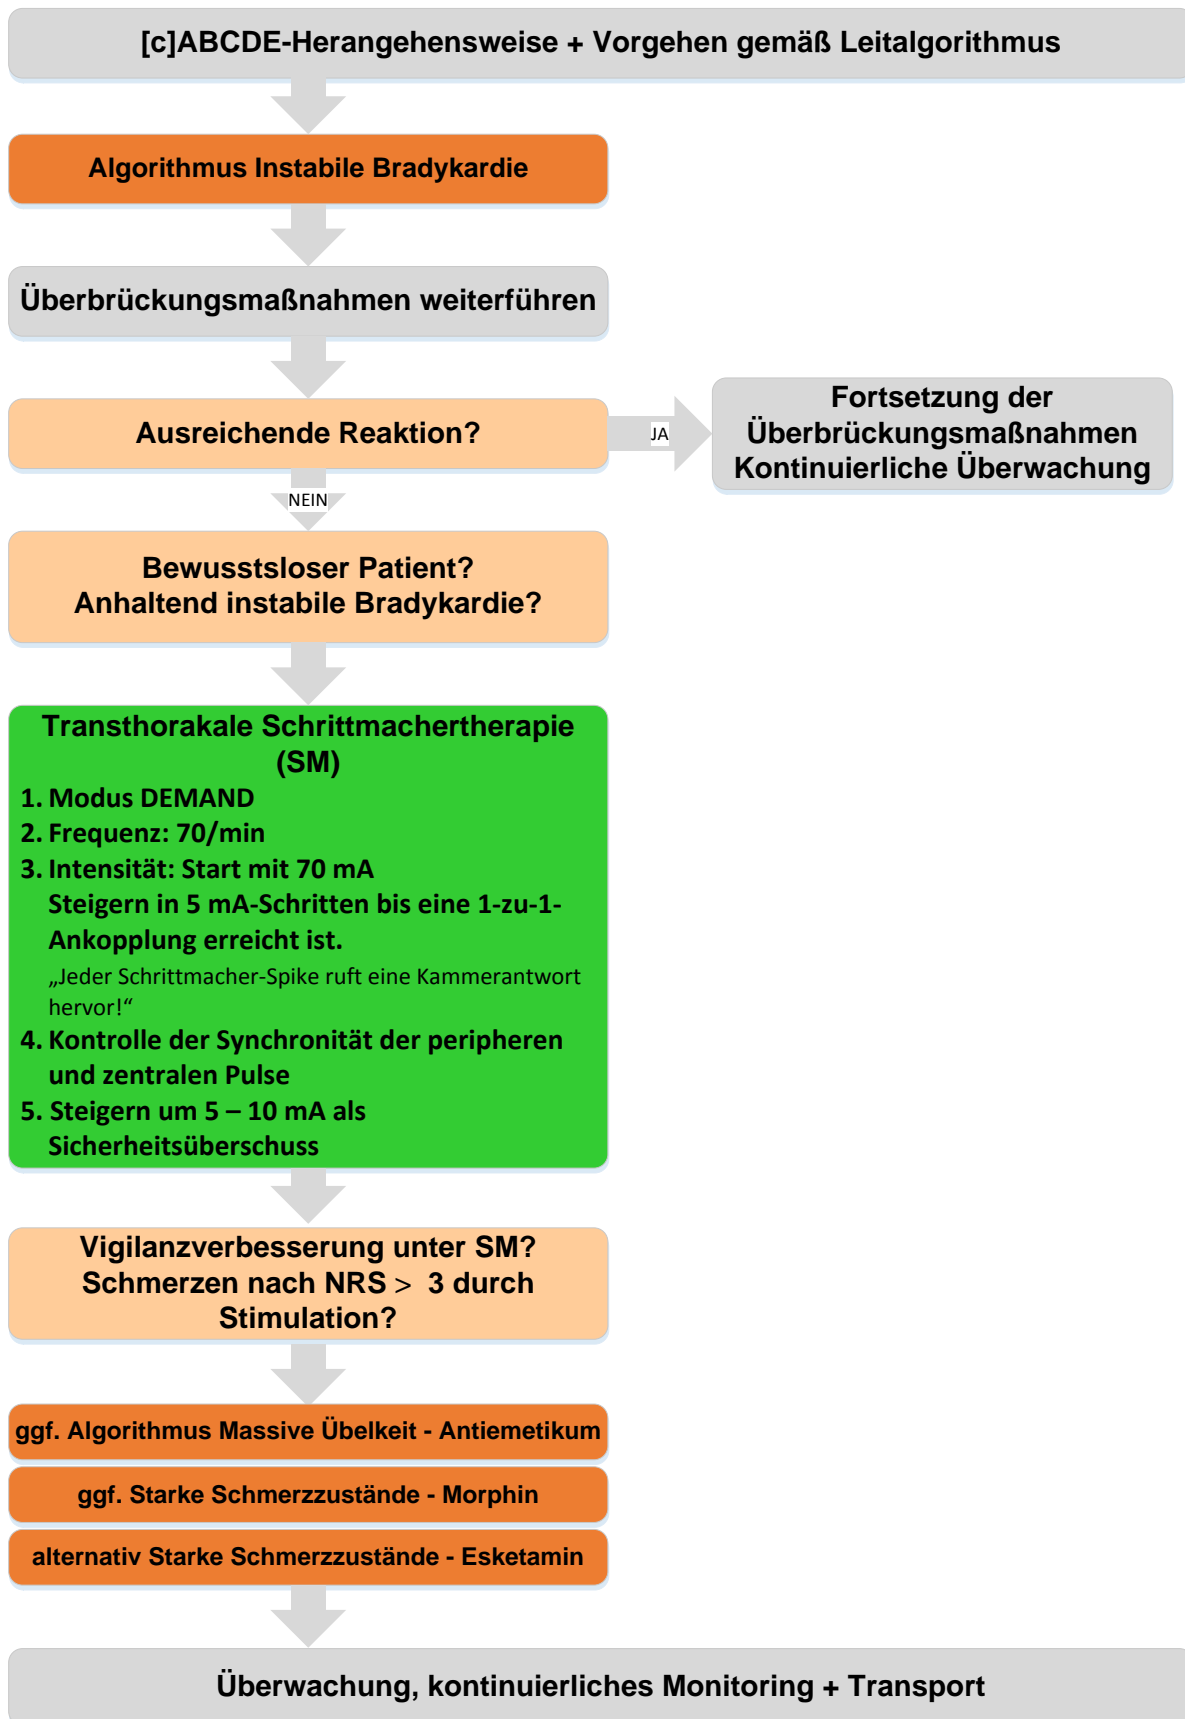 [c]ABCDE-Herangehensweise + Vorgehen gemäß Leitalgorithmus
Algorithmus Instabile Bradykardie
Überbrückungsmaßnahmen weiterführen
Ausreichende Reaktion?
JA
Fortsetzung der
Überbrückungsmaßnahmen
Kontinuierliche Überwachung
NEIN
Bewusstsloser Patient?
Anhaltend instabile Bradykardie?
Transthorakale Schrittmachertherapie
(SM)
1. Modus DEMAND
2. Frequenz: 70/min
3. Intensität: Start mit 70 mA
Steigern in 5 mA-Schritten bis eine 1-zu-1-
Ankopplung erreicht ist.
„Jeder Schrittmacher-Spike ruft eine Kammerantwort
hervor!“
4. Kontrolle der Synchronität der peripheren
und zentralen Pulse
5. Steigern um 5 – 10 mA als
Sicherheitsüberschuss
Vigilanzverbesserung unter SM?
Schmerzen nach NRS > 3 durch
Stimulation?
ggf. Algorithmus Massive Übelkeit - Antiemetikum
ggf. Starke Schmerzzustände - Morphin
alternativ Starke Schmerzzustände - Esketamin
Überwachung, kontinuierliches Monitoring + Transport